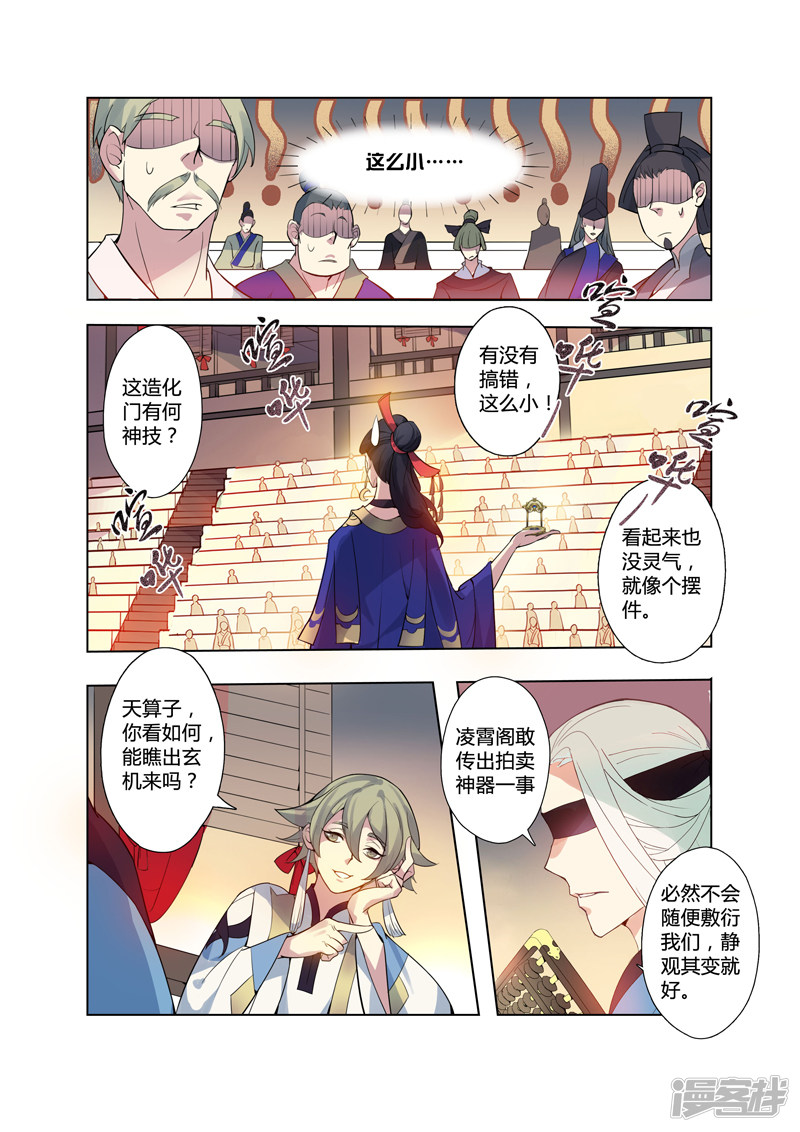 这么小……
这造化
门有何
神技？
有没有
搞错，
这么小！
喧
哗
喧
哗
喧
哗
喧
哗
看起来也
没灵气，
就像个摆
件。
天算子，
你看如何，
能瞧出玄
机来吗？
凌霄阁敢
传出拍卖
神器一事
必然不会
随便敷衍
我们，静
观其变就
好。
漫客栈